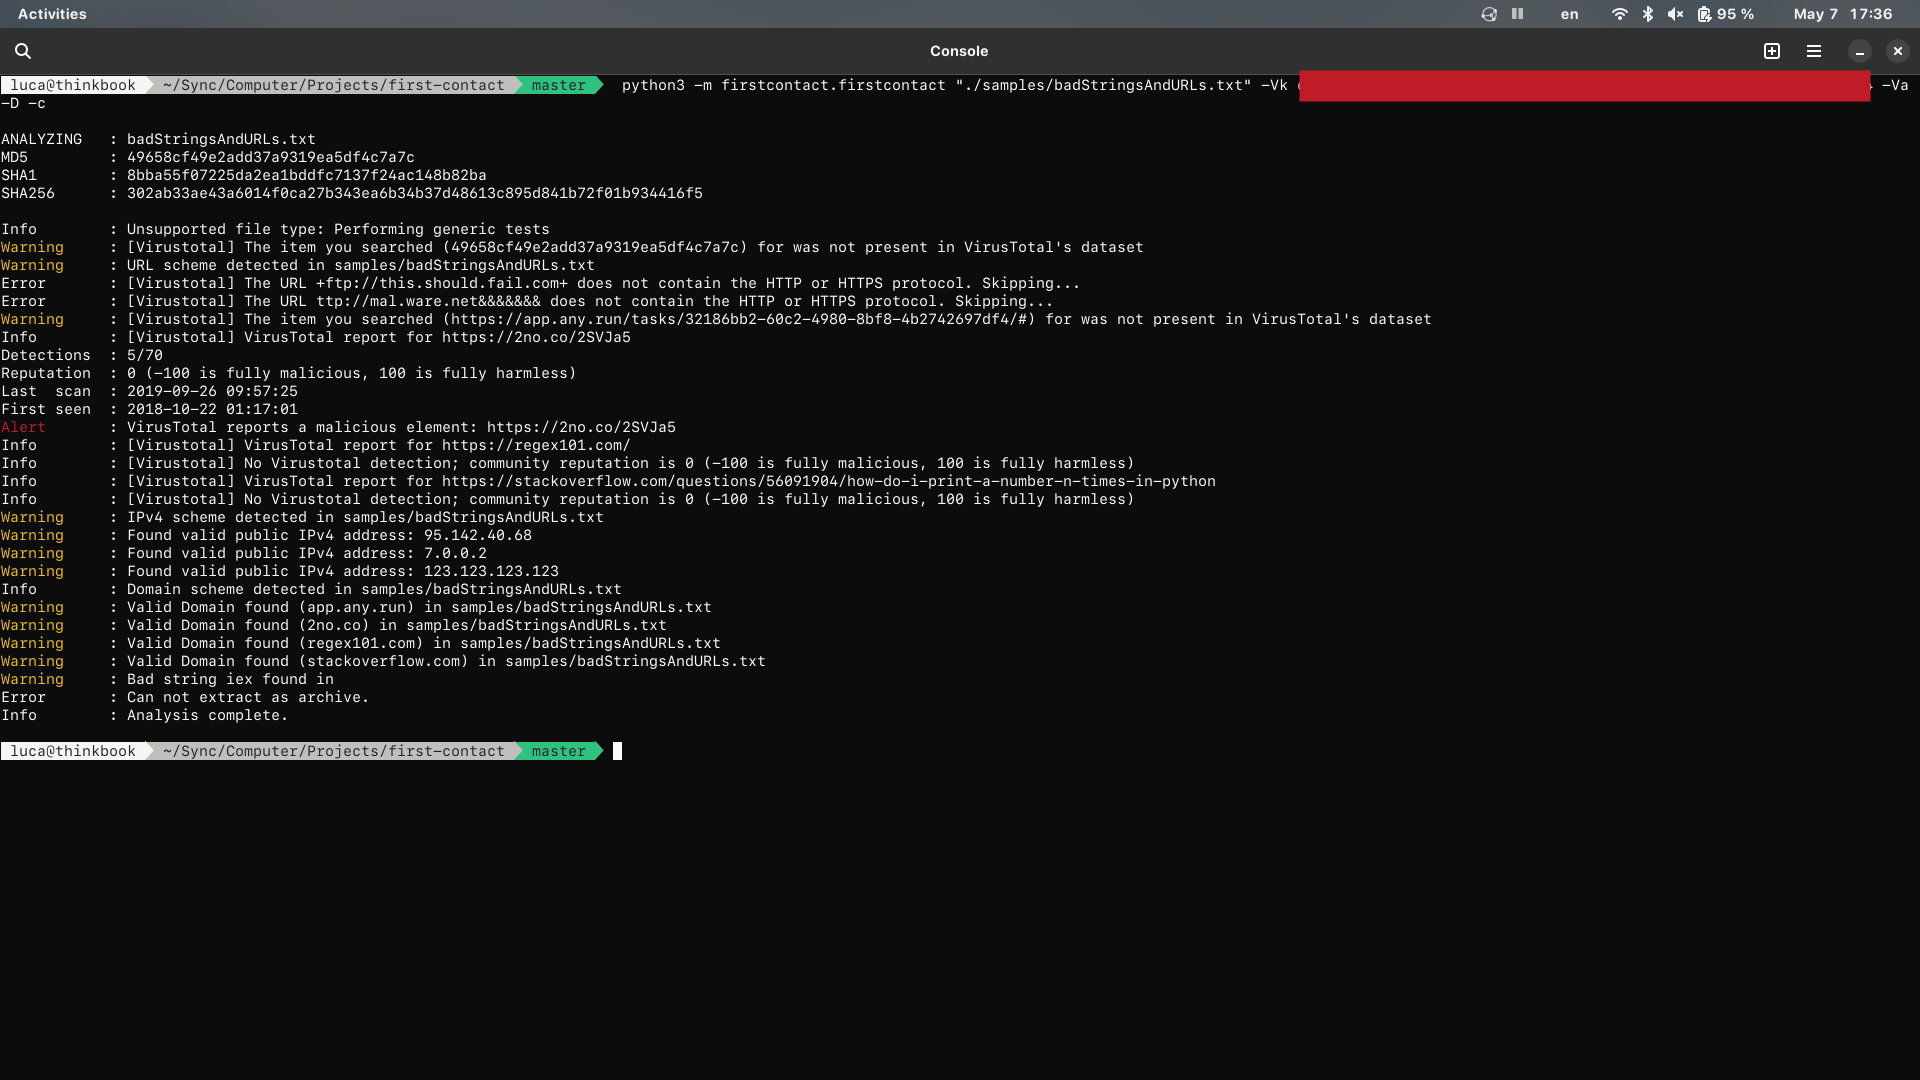 Activities en 95 % May 7 17:36
Console
luca@thinkbook ~/Sync/Computer/Projects/first-contact master python3 -m firstcontact.firstcontact "./samples/badStringsAndURLs.txt" -Vk -Va
-D -c
ANALYZING : badStringsAndURLs.txt
MD5 : 49658cf49e2add37a9319ea5df4c7a7c
SHA1 : 8bba55f07225da2ea1bddfc7137f24ac148b82ba
SHA256 : 302ab33ae43a6014f0ca27b343ea6b34b37d48613c895d841b72f01b934416f5
Info : Unsupported file type: Performing generic tests
Warning : [Virustotal] The item you searched (49658cf49e2add37a9319ea5df4c7a7c) for was not present in VirusTotal's dataset
Warning : URL scheme detected in samples/badStringsAndURLs.txt
Error : [Virustotal] The URL +ftp://this.should.fail.com+ does not contain the HTTP or HTTPS protocol. Skipping...
Error : [Virustotal] The URL ttp://mal.ware.net&&&&&&& does not contain the HTTP or HTTPS protocol. Skipping...
Warning : [Virustotal] The item you searched (https://app.any.run/tasks/32186bb2-60c2-4980-8bf8-4b2742697df4/#) for was not present in VirusTotal's dataset
Info : [Virustotal] VirusTotal report for https://2no.co/2SVJa5
Detections : 5/70
Reputation : 0 (-100 is fully malicious, 100 is fully harmless)
Last scan : 2019-09-26 09:57:25
First seen : 2018-10-22 01:17:01
Alert : VirusTotal reports a malicious element: https://2no.co/2SVJa5
Info : [Virustotal] VirusTotal report for https://regex101.com/
Info : [Virustotal] No Virustotal detection; community reputation is 0 (-100 is fully malicious, 100 is fully harmless)
Info : [Virustotal] VirusTotal report for https://stackoverflow.com/questions/56091904/how-do-i-print-a-number-n-times-in-python
Info : [Virustotal] No Virustotal detection; community reputation is 0 (-100 is fully malicious, 100 is fully harmless)
Warning : IPv4 scheme detected in samples/badStringsAndURLs.txt
Warning : Found valid public IPv4 address: 95.142.40.68
Warning : Found valid public IPv4 address: 7.0.0.2
Warning : Found valid public IPv4 address: 123.123.123.123
Info : Domain scheme detected in samples/badStringsAndURLs.txt
Warning : Valid Domain found (app.any.run) in samples/badStringsAndURLs.txt
Warning : Valid Domain found (2no.co) in samples/badStringsAndURLs.txt
Warning : Valid Domain found (regex101.com) in samples/badStringsAndURLs.txt
Warning : Valid Domain found (stackoverflow.com) in samples/badStringsAndURLs.txt
Warning : Bad string iex found in
Error : Can not extract as archive.
Info : Analysis complete.
luca@thinkbook ~/Sync/Computer/Projects/first-contact master